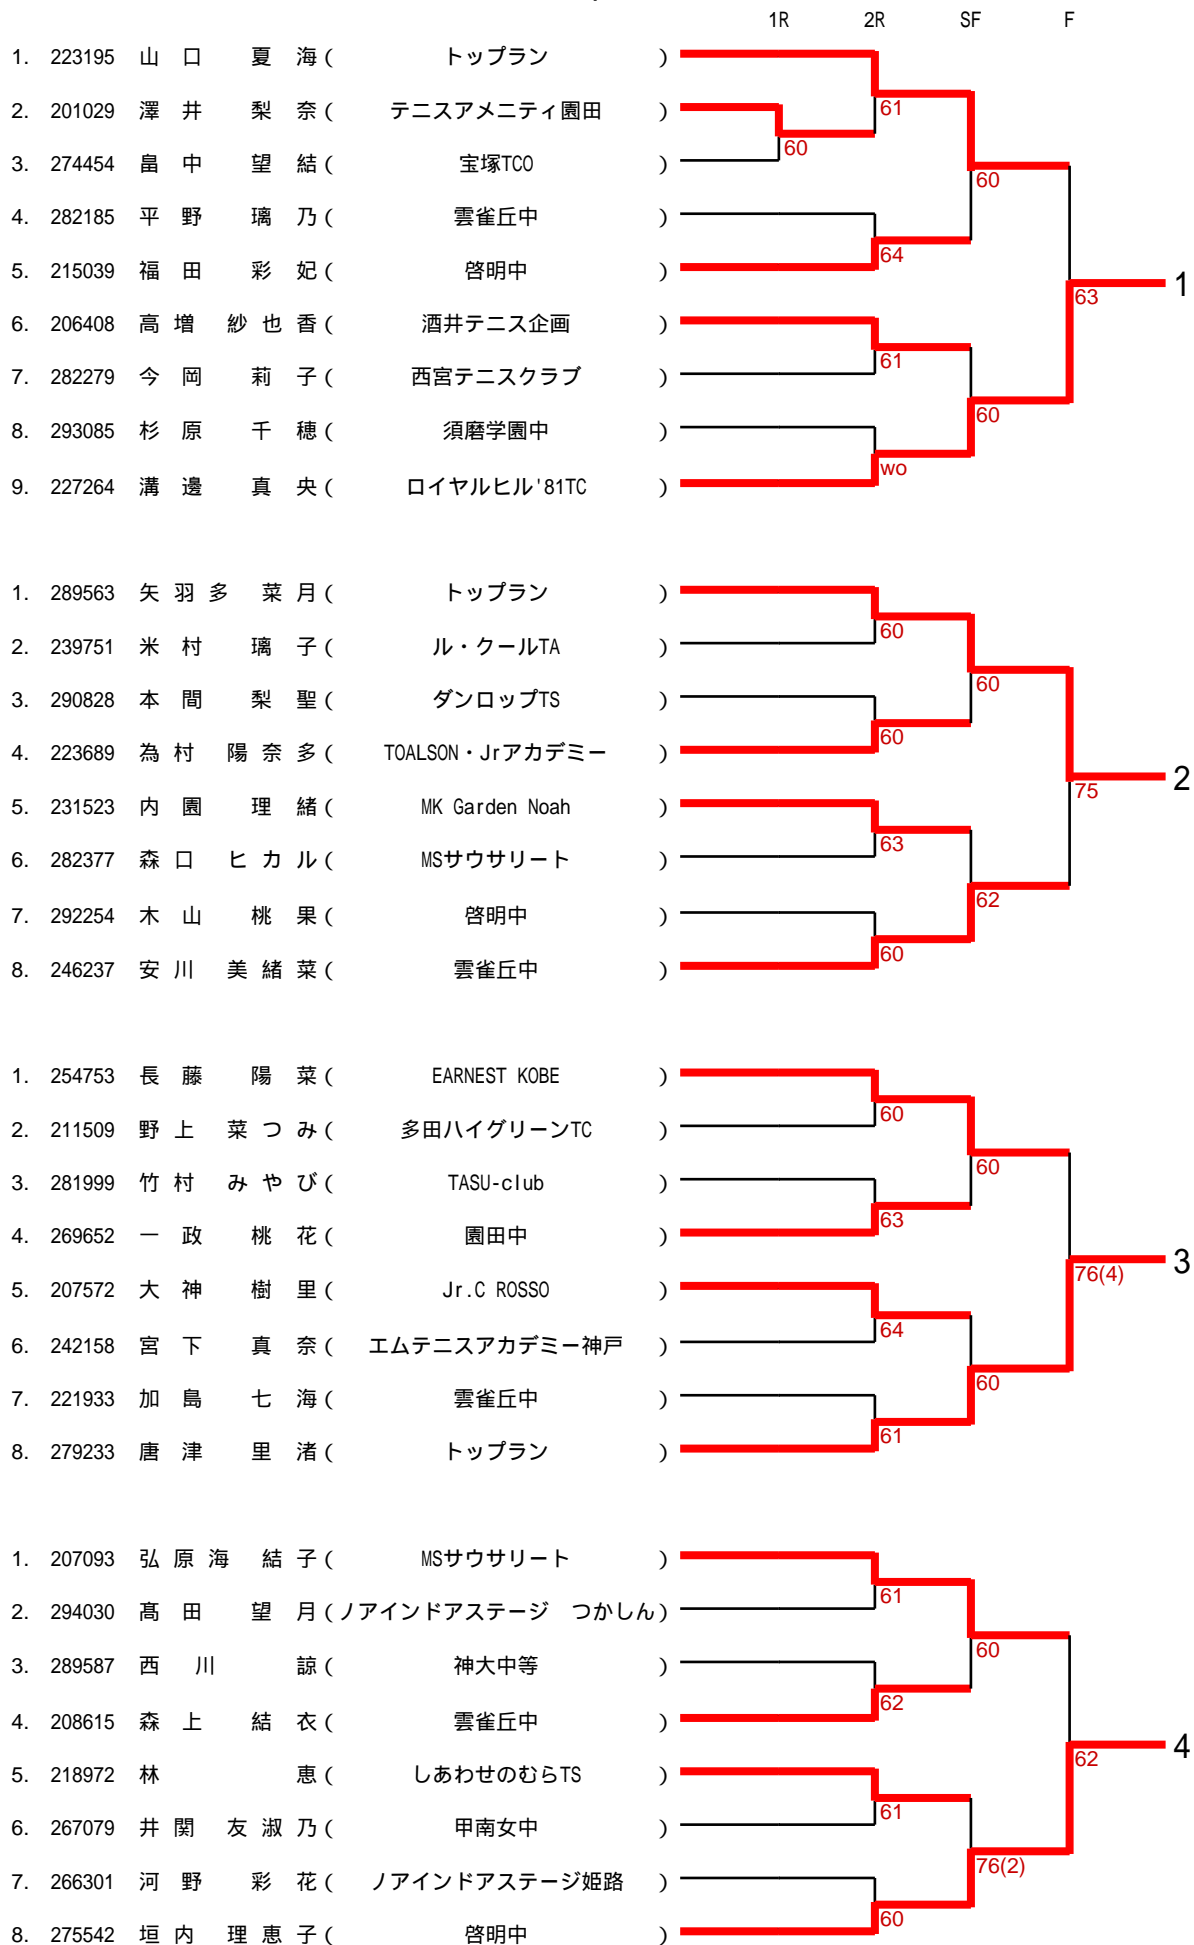 1R 2R SF F
1. 223195 山 口 夏 海 ( トップラン )
61
2. 201029 澤 井 梨 奈 ( テニスアメニティ園田 )
60
3. 274454 畠 中 望 結 ( 宝塚TCO )
60
4. 282185 平 野 璃 乃 ( 雲雀丘中 )
64
5. 215039 福 田 彩 妃 ( 啓明中 )
63 1
6. 206408 高 増 紗 也 香 ( 酒井テニス企画 )
61
7. 282279 今 岡 莉 子 ( 西宮テニスクラブ )
60
8. 293085 杉 原 千 穂 ( 須磨学園中 )
wo
9. 227264 溝 邊 真 央 ( ロイヤルヒル'81TC )
1. 289563 矢 羽 多 菜 月 ( トップラン )
60
2. 239751 米 村 璃 子 ( ル・クールTA )
60
3. 290828 本 間 梨 聖 ( ダンロップTS )
60
4. 223689 為 村 陽 奈 多 ( TOALSON・Jrアカデミー )
75 2
5. 231523 内 園 理 緒 ( MK Garden Noah )
63
6. 282377 森 口 ヒ カ ル ( MSサウサリート )
62
7. 292254 木 山 桃 果 ( 啓明中 )
60
8. 246237 安 川 美 緒 菜 ( 雲雀丘中 )
1. 254753 長 藤 陽 菜 ( EARNEST KOBE )
60
2. 211509 野 上 菜 つ み ( 多田ハイグリーンTC )
60
3. 281999 竹 村 み や び ( TASU-club )
63
4. 269652 一 政 桃 花 ( 園田中 )
76(4) 3
5. 207572 大 神 樹 里 ( Jr.C ROSSO )
64
6. 242158 宮 下 真 奈 ( エムテニスアカデミー神戸 )
60
7. 221933 加 島 七 海 ( 雲雀丘中 )
61
8. 279233 唐 津 里 渚 ( トップラン )
1. 207093 弘 原 海 結 子 ( MSサウサリート )
61
2. 294030 髙 田 望 月 ( ノアインドアステージ　つかしん )
60
3. 289587 西 川 諒 ( 神大中等 )
62
4. 208615 森 上 結 衣 ( 雲雀丘中 )
62 4
5. 218972 林 恵 ( しあわせのむらTS )
61
6. 267079 井 関 友 淑 乃 ( 甲南女中 )
76(2)
7. 266301 河 野 彩 花 ( ノアインドアステージ姫路 )
60
8. 275542 垣 内 理 恵 子 ( 啓明中 )